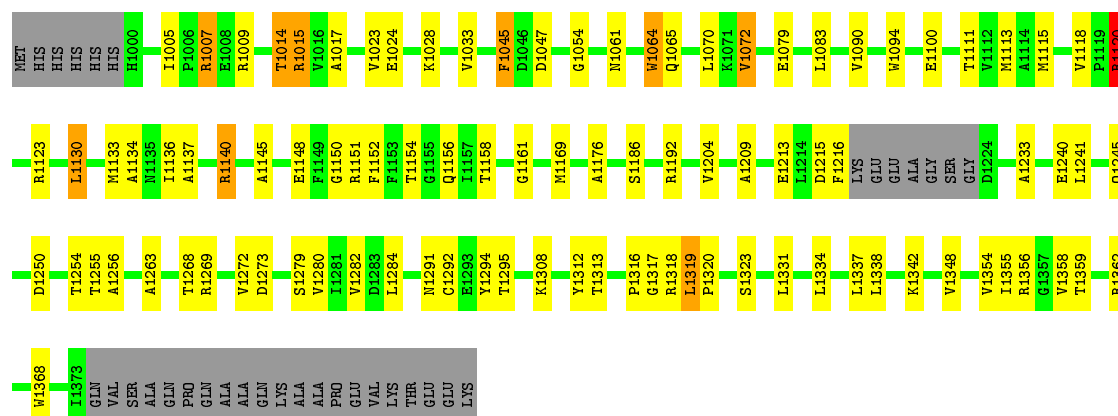 MET HIS HIS HIS HIS HIS H1000 I1005 P1006 R1007 E1008 R1009 T1014 R1015 V1016 A1017 V1023 E1024 K1028 V1033 F1045 D1046 D1047 G1054 N1061 W1064 Q1065 L1070 K1071 V1072 E1079 L1083 V1090 W1094 E1100 T1111 V1112 M1113 A1114 M1115 V1118 P1119
R1123 L1130 M1133 A1134 N1135 I1136 A1137 R1140 A1145 E1148 F1149 G1150 R1151 F1152 F1153 T1154 G1155 Q1156 I1157 T1158 G1161 M1169 A1176 S1186 R1192 V1204 A1209 E1213 L1214 D1215 F1216 LYS GLU GLU ALA GLY SER GLY D1224 A1233 E1240 L1241
D1250 T1254 T1255 A1256 A1263 T1268 R1269 V1272 D1273 S1279 V1280 I1281 V1282 D1283 L1284 N1291 C1292 E1293 Y1294 T1295 K1308 Y1312 T1313 P1316 G1317 R1318 L1319 P1320 S1323 L1331 L1334 L1337 L1338 K1342 V1348 V1354 I1355 R1356 G1357 V1358 T1359
W1368 I1373 GLN VAL SER ALA GLN PRO GLN ALA ALA GLN LYS ALA ALA PRO GLU VAL LYS THR GLU GLU LYS